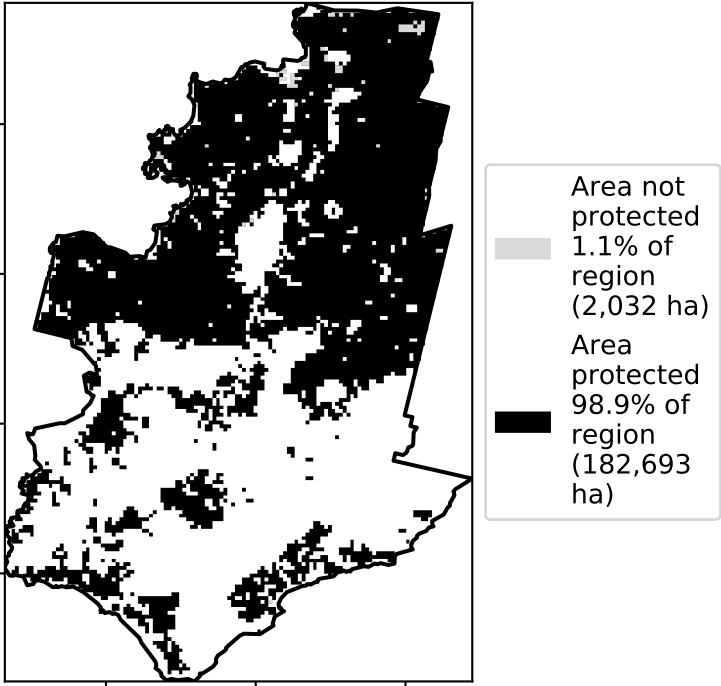 Area not
protected
1.1% of
region
(2,032 ha)
Area
protected
98.9% of
region
(182,693
ha)